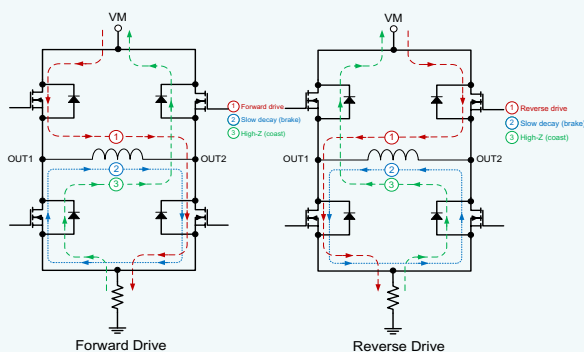 VM
1 Forward drive
2 Slow decay (brake)
3 High-Z (coast)
1
OUT1
OUT2
2
3
Forward Drive
VM
1 Reverse drive
2 Slow decay (brake)
3 High-Z (coast)
1
OUT1
OUT2
2
3
Reverse Drive